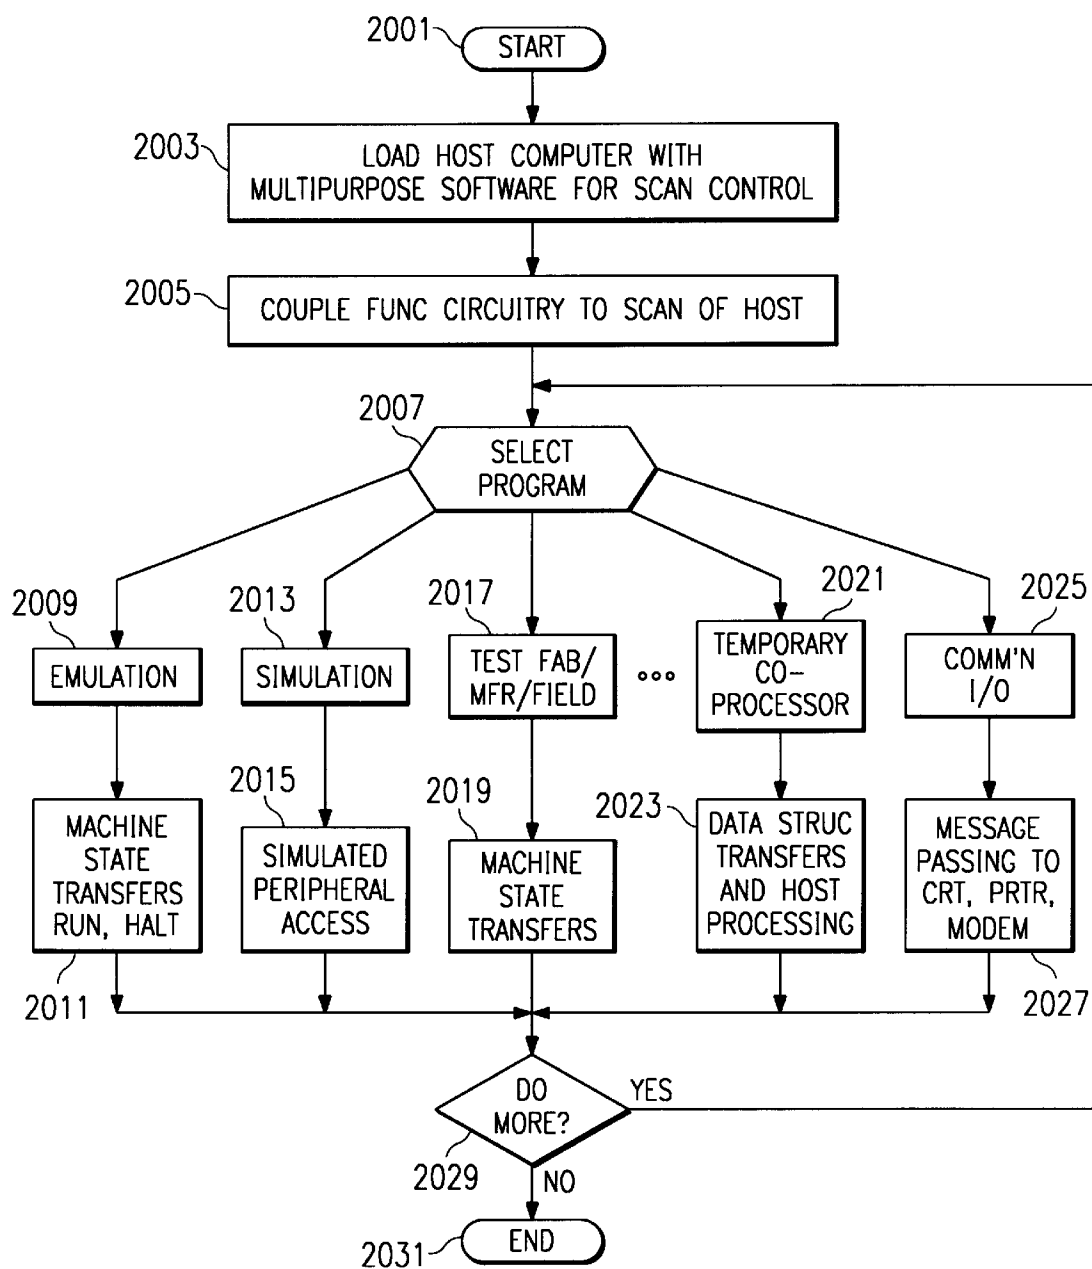 2001
START
2003
LOAD HOST COMPUTER WITH
MULTIPURPOSE SOFTWARE FOR SCAN CONTROL
2005
COUPLE FUNC CIRCUITRY TO SCAN OF HOST
2007
SELECT
PROGRAM
2009
EMULATION
2013
SIMULATION
2017
TEST FAB/
MFR/FIELD
2021
TEMPORARY
CO-
PROCESSOR
2025
COMM'N
I/O
2011
MACHINE
STATE
TRANSFERS
RUN, HALT
2015
SIMULATED
PERIPHERAL
ACCESS
2019
MACHINE
STATE
TRANSFERS
2023
DATA STRUC
TRANSFERS
AND HOST
PROCESSING
MESSAGE
PASSING TO
CRT, PRTR,
MODEM
2027
DO
MORE?
YES
2029
NO
END
2031